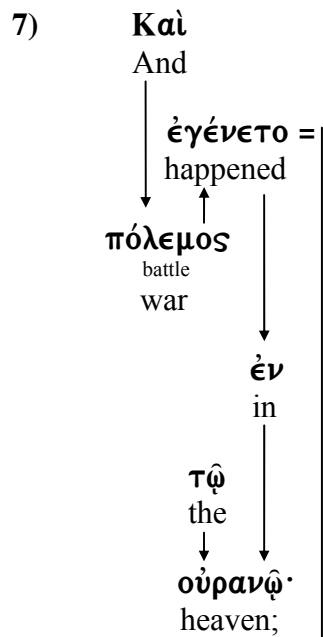 7) Καὶ
And
ἐγένετο =
happened
πόλεμος
battle
war
ἐν
in
τῷ
the
οὐρανῷ·
heaven;